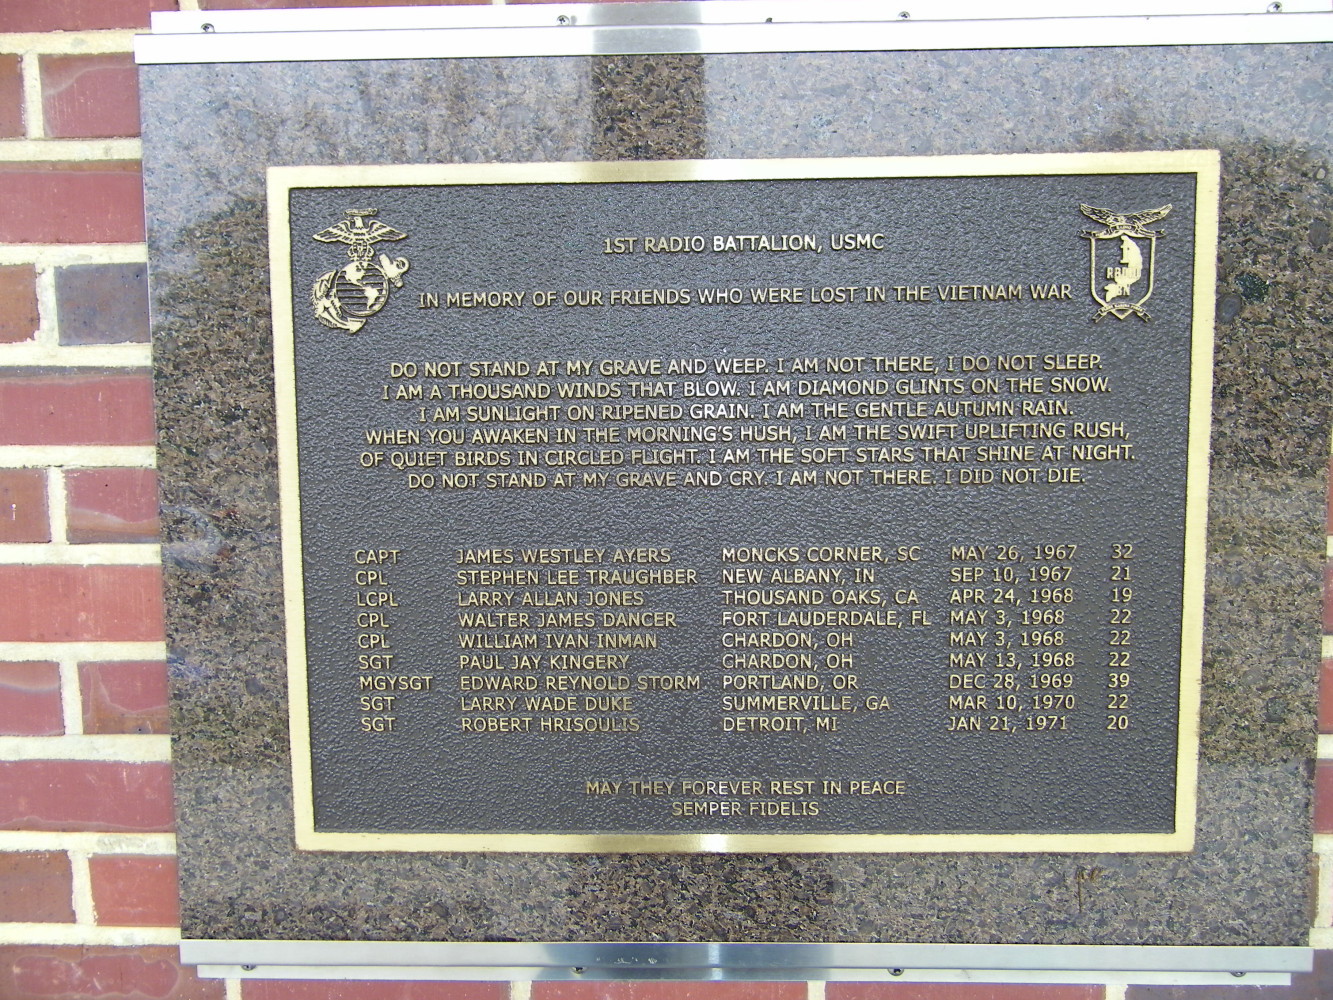 1ST RADIO BATTALION, USMC
IN MEMORY OF OUR FRIENDS WHO WERE LOST IN THE VIETNAM WAR
1
RADIO
BN
DO NOT STAND AT MY GRAVE AND WEEP. I AM NOT THERE, I DO NOT SLEEP.
I AM A THOUSAND WINDS THAT BLOW. I AM DIAMOND GLINTS ON THE SNOW.
I AM SUNLIGHT ON RIPENED GRAIN. I AM THE GENTLE AUTUMN RAIN.
WHEN YOU AWAKEN IN THE MORNING'S HUSH, I AM THE SWIFT UPLIFTING RUSH,
OF QUIET BIRDS IN CIRCLED FLIGHT. I AM THE SOFT STARS THAT SHINE AT NIGHT.
DO NOT STAND AT MY GRAVE AND CRY. I AM NOT THERE. I DID NOT DIE.
CAPT JAMES WESTLEY AYERS MONCKS CORNER, SC MAY 26, 1967 32
CPL STEPHEN LEE TRAUGHBER NEW ALBANY, IN SEP 10, 1967 21
LCPL LARRY ALLAN JONES THOUSAND OAKS, CA APR 24, 1968 19
CPL WALTER JAMES DANCER FORT LAUDERDALE, FL MAY 3, 1968 22
CPL WILLIAM IVAN INMAN CHARDON, OH MAY 3, 1968 22
SGT PAUL JAY KINGERY CHARDON, OH MAY 13, 1968 22
MGYSGT EDWARD REYNOLD STORM PORTLAND, OR DEC 28, 1969 39
SGT LARRY WADE DUKE SUMMERVILLE, GA MAR 10, 1970 22
SGT ROBERT HRISOULIS DETROIT, MI JAN 21, 1971 20
MAY THEY FOREVER REST IN PEACE
SEMPER FIDELIS